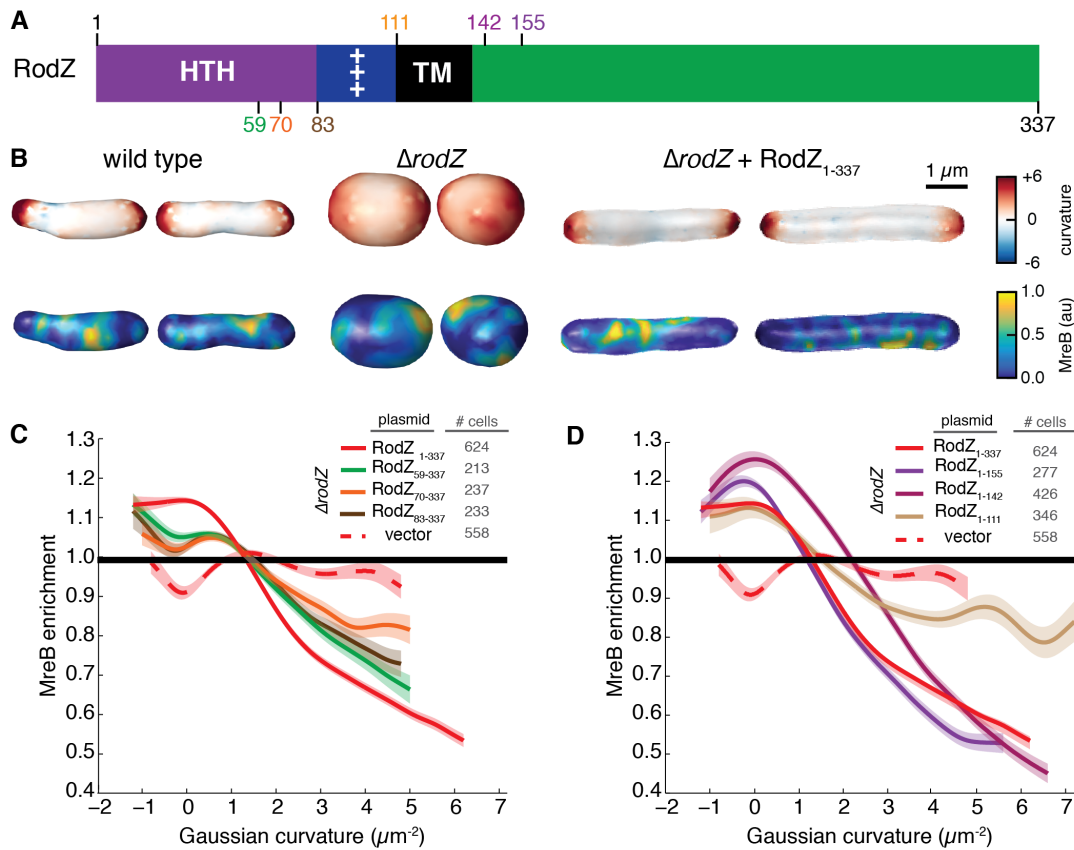 A
1 111 142 155
RodZ HTH +++ TM
59 70 83 337
B wild type ΔrodZ ΔrodZ + RodZ1-337 1 µm
+6
0
-6
curvature
1.0
0.5
0.0
MreB (au)
C
plasmid # cells
ΔrodZ
RodZ1-337 624
RodZ59-337 213
RodZ70-337 237
RodZ83-337 233
vector 558
1.3
1.2
1.1
1.0
0.9
0.8
0.7
0.6
0.5
0.4
MreB enrichment
−2 −1 0 1 2 3 4 5 6 7
Gaussian curvature (µm-2)
D
plasmid # cells
ΔrodZ
RodZ1-337 624
RodZ1-155 277
RodZ1-142 426
RodZ1-111 346
vector 558
1.3
1.2
1.1
1.0
0.9
0.8
0.7
0.6
0.5
0.4
MreB enrichment
−2 −1 0 1 2 3 4 5 6 7
Gaussian curvature (µm-2)